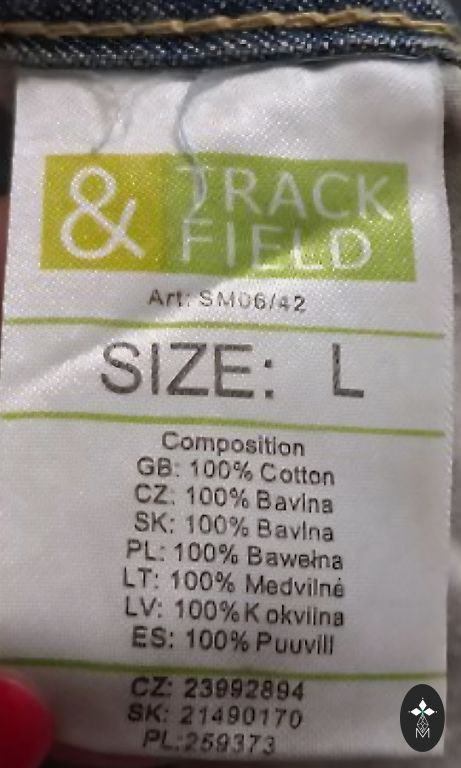 & TRACK
FIELD
Art: SM06/42
SIZE: L
Composition
GB: 100% Cotton
CZ: 100% Bavlna
SK: 100% Bavlna
PL: 100% Bawełna
LT: 100% Medvilnė
LV: 100% Kokvilna
ES: 100% Puuvill
CZ: 23992894
SK: 21490170
PL:259373
M